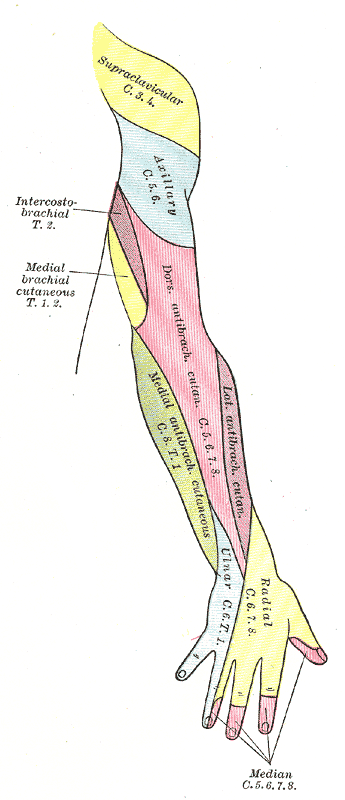 Supraclavicular
C. 3. 4.
Axillary
C. 5. 6.
Intercosto-
brachial
T. 2.
Medial
brachial
cutaneous
T. 1. 2.
Dors. antibrach. cutan. C. 5. 6. 7. 8.
Lat. antibrach. cutan.
Medial antibrach. cutaneous
C. 8. T. 1
Ulnar C. 6. T. 1.
Radial
C. 6. 7. 8.
Median
C. 5. 6. 7. 8.